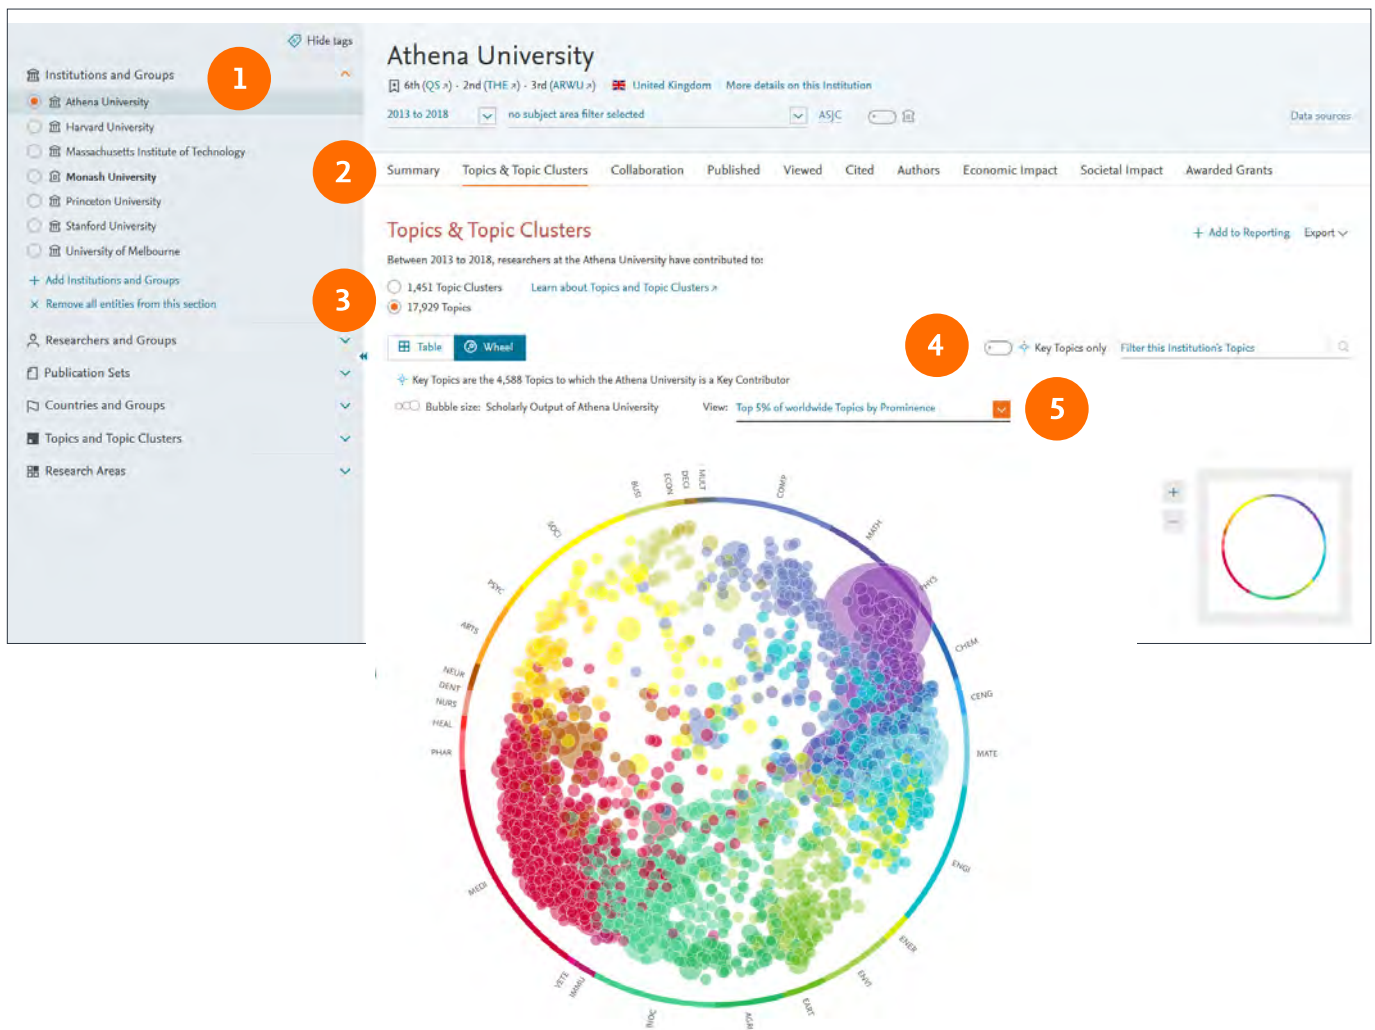 Hide tags
1
Institutions and Groups
Athena University
Harvard University
Massachusetts Institute of Technology
Monash University
Princeton University
Stanford University
University of Melbourne
+ Add Institutions and Groups
× Remove all entities from this section
Researchers and Groups
Publication Sets
Countries and Groups
Topics and Topic Clusters
Research Areas
Athena University
6th (QS ↗) - 2nd (THE ↗) - 3rd (ARWU ↗) United Kingdom More details on this Institution
2013 to 2018 no subject area filter selected ASJC Data sources
2
Summary Topics & Topic Clusters Collaboration Published Viewed Cited Authors Economic Impact Societal Impact Awarded Grants
Topics & Topic Clusters
+ Add to Reporting Export
Between 2013 to 2018, researchers at the Athena University have contributed to:
3
1,451 Topic Clusters Learn about Topics and Topic Clusters ↗
17,929 Topics
Table Wheel
4
Key Topics only Filter this Institution's Topics
Key Topics are the 4,588 Topics to which the Athena University is a Key Contributor
Bubble size: Scholarly Output of Athena University View: Top 5% of worldwide Topics by Prominence
5
+
−
MULT
COMP
MATH
PHYS
CHEM
CENG
MATE
ENGI
ENER
ENVI
EART
AGRI
BIOC
IMMU
VETE
MEDI
PHAR
HEAL
NURS
DENT
NEUR
ARTS
PSYC
SOCI
BUSI
ECON
DECI